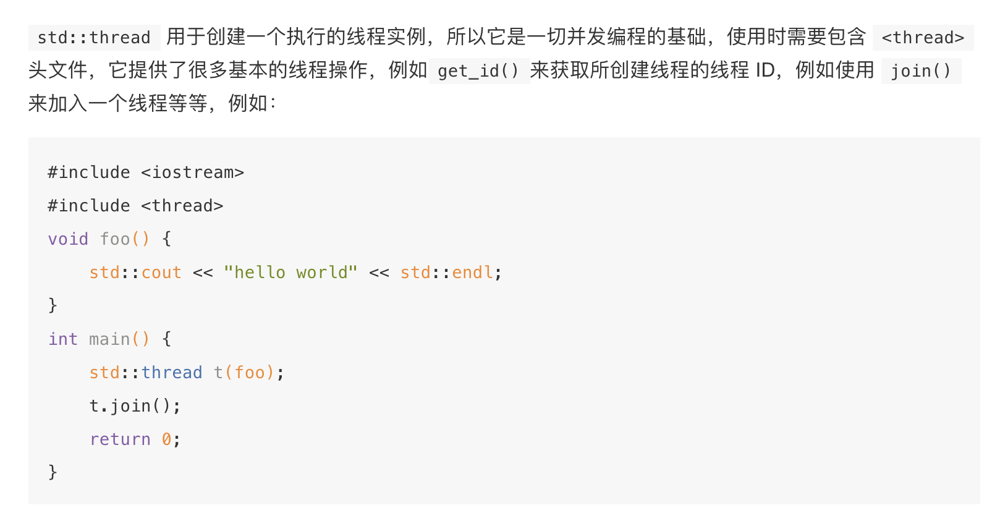 std::thread 用于创建一个执行的线程实例，所以它是一切并发编程的基础，使用时需要包含 <thread>
头文件，它提供了很多基本的线程操作，例如 get_id() 来获取所创建线程的线程 ID，例如使用 join()
来加入一个线程等等，例如：
#include <iostream>
#include <thread>
void foo() {
    std::cout << "hello world" << std::endl;
}
int main() {
    std::thread t(foo);
    t.join();
    return 0;
}